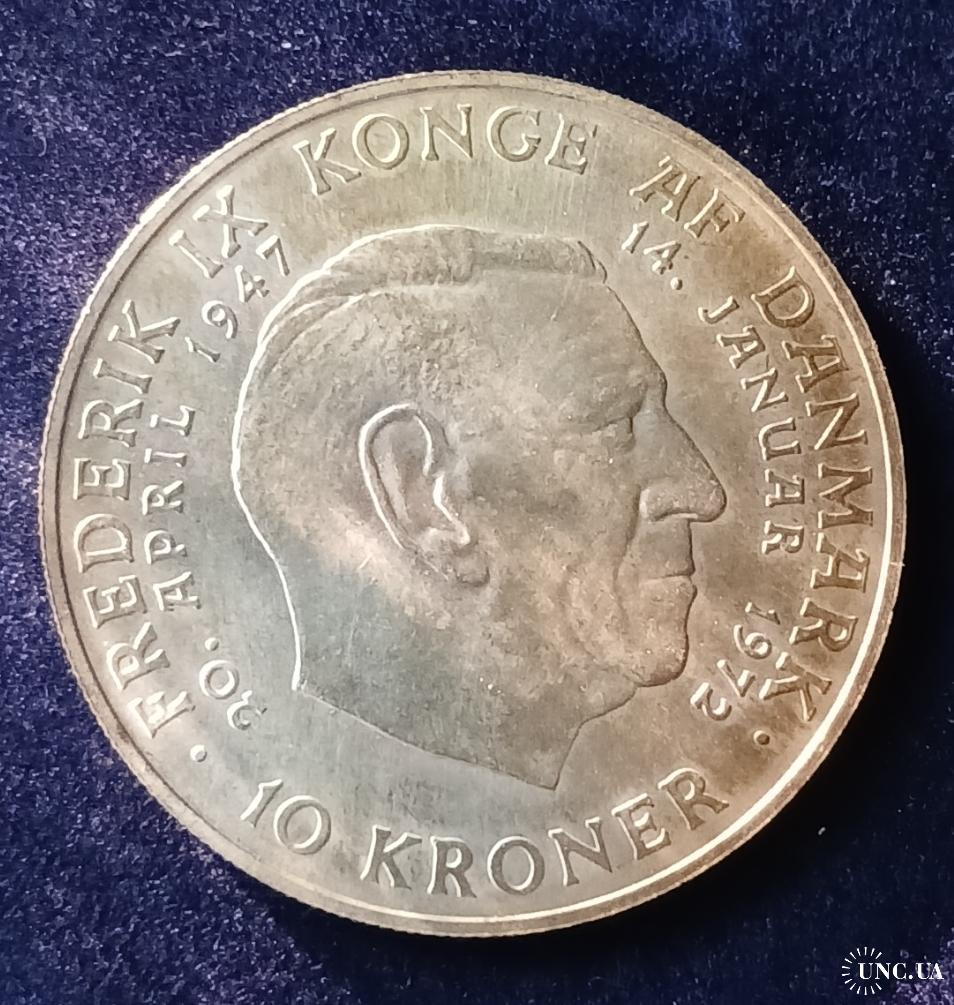 · FREDERIK IX KONGE AF DANMARK ·
20. APRIL 1947
14. JANUAR 1972
10 KRONER
UNC.UA